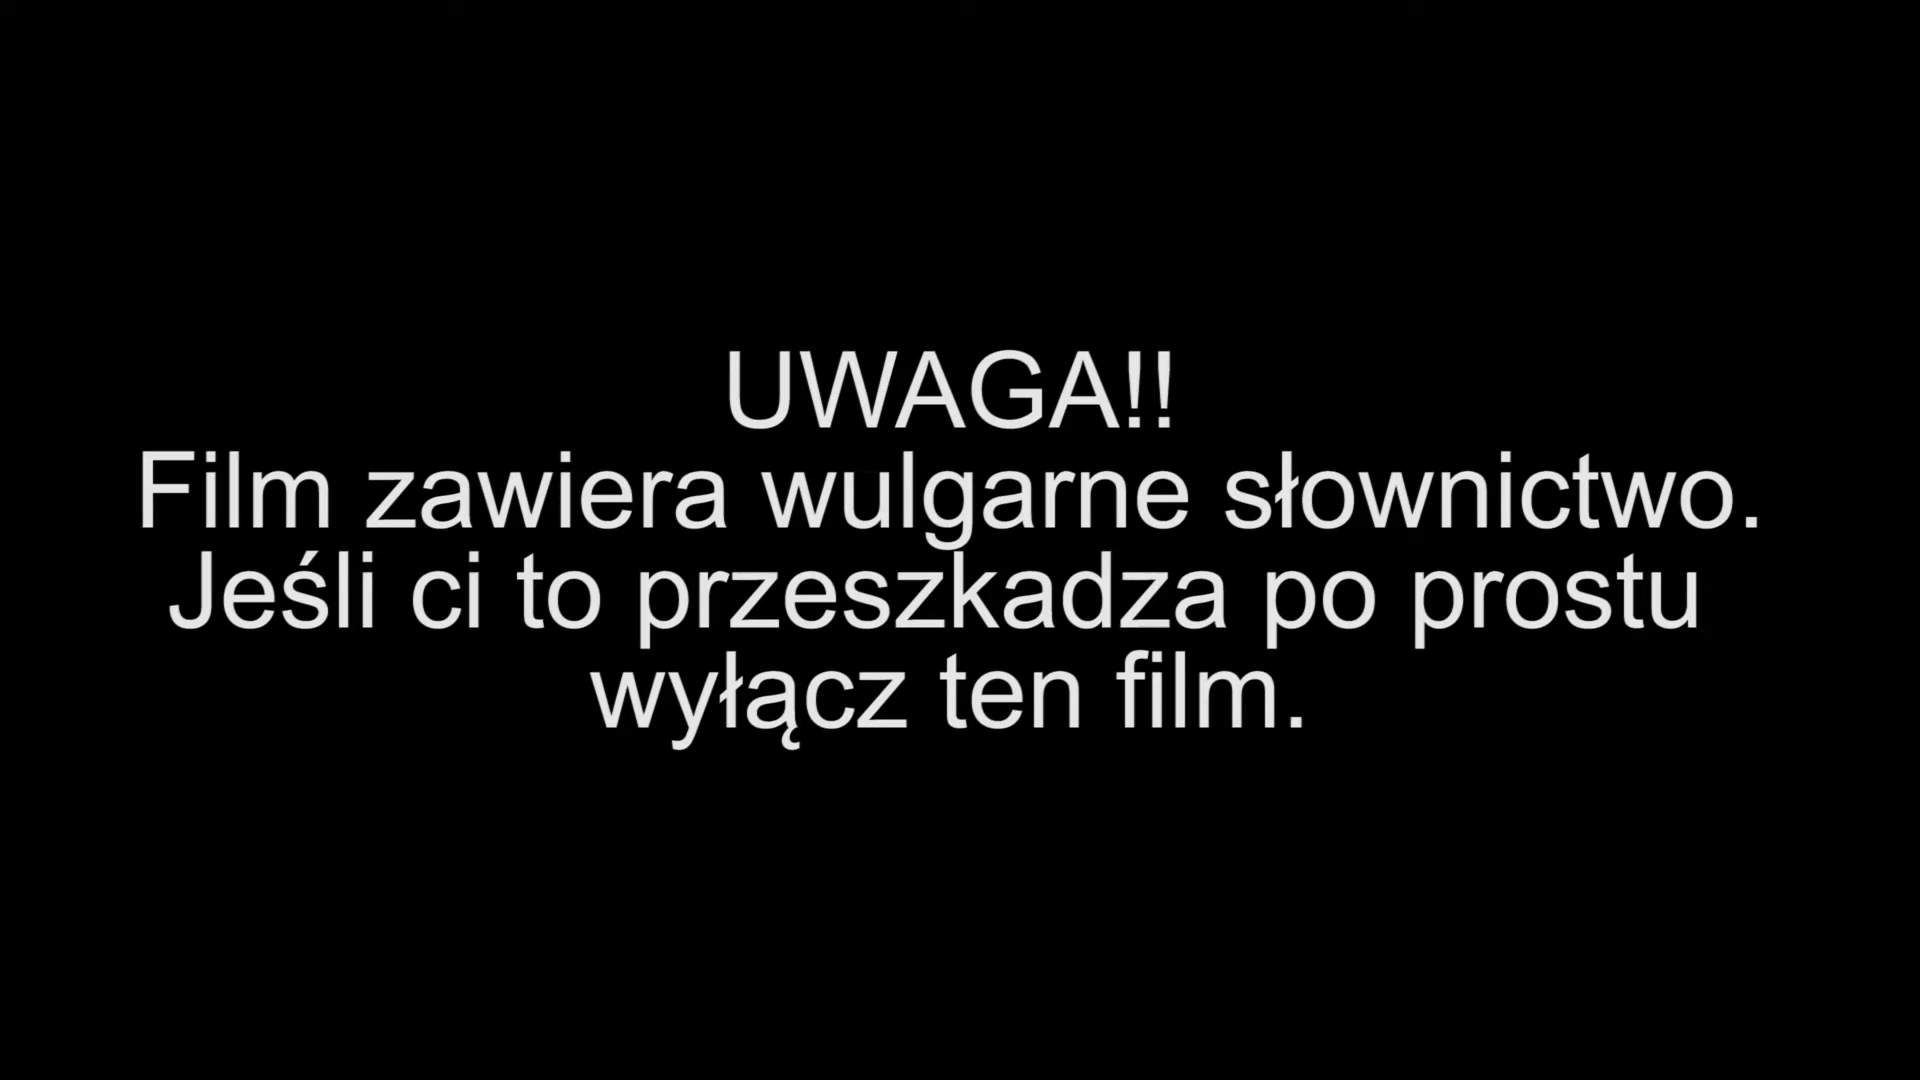 UWAGA!!
Film zawiera wulgarne słownictwo.
Jeśli ci to przeszkadza po prostu
wyłącz ten film.